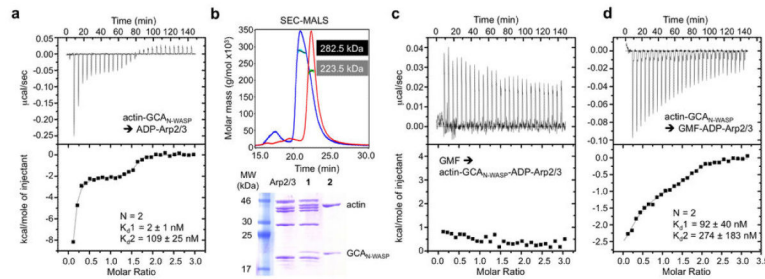 a
Time (min)
0 20 40 60 80 100 120 140
0.05
0.00
-0.05
-0.10
-0.15
-0.20
-0.25
µcal/sec
actin-GCAN-WASP
➔ ADP-Arp2/3
0
-2
-4
-6
-8
kcal/mole of injectant
N = 2
Kd1 = 2 ± 1 nM
Kd2 = 109 ± 25 nM
0.0 0.5 1.0 1.5 2.0 2.5 3.0
Molar Ratio
b
SEC-MALS
Molar mass (g/mol x10³)
350
300
250
200
150
100
50
0
282.5 kDa
223.5 kDa
15.0 20.0 25.0 30.0
Time (min)
MW
(kDa)
Arp2/3 1 2
46
30
25
17
actin
GCAN-WASP
c
Time (min)
0 20 40 60 80 100 120 140
0.04
0.03
0.02
0.01
0.00
µcal/sec
GMF ➔
actin-GCAN-WASP-ADP-Arp2/3
kcal/mole of injectant
0.0 0.5 1.0 1.5 2.0 2.5 3.0
Molar Ratio
d
Time (min)
0 20 40 60 80 100 120 140
0.00
-0.02
-0.04
-0.06
-0.08
-0.10
µcal/sec
actin-GCAN-WASP
➔ GMF-ADP-Arp2/3
0.0
-0.5
-1.0
-1.5
-2.0
-2.5
kcal/mole of injectant
N = 2
Kd1 = 92 ± 40 nM
Kd2 = 274 ± 183 nM
0.0 0.5 1.0 1.5 2.0 2.5 3.0
Molar Ratio